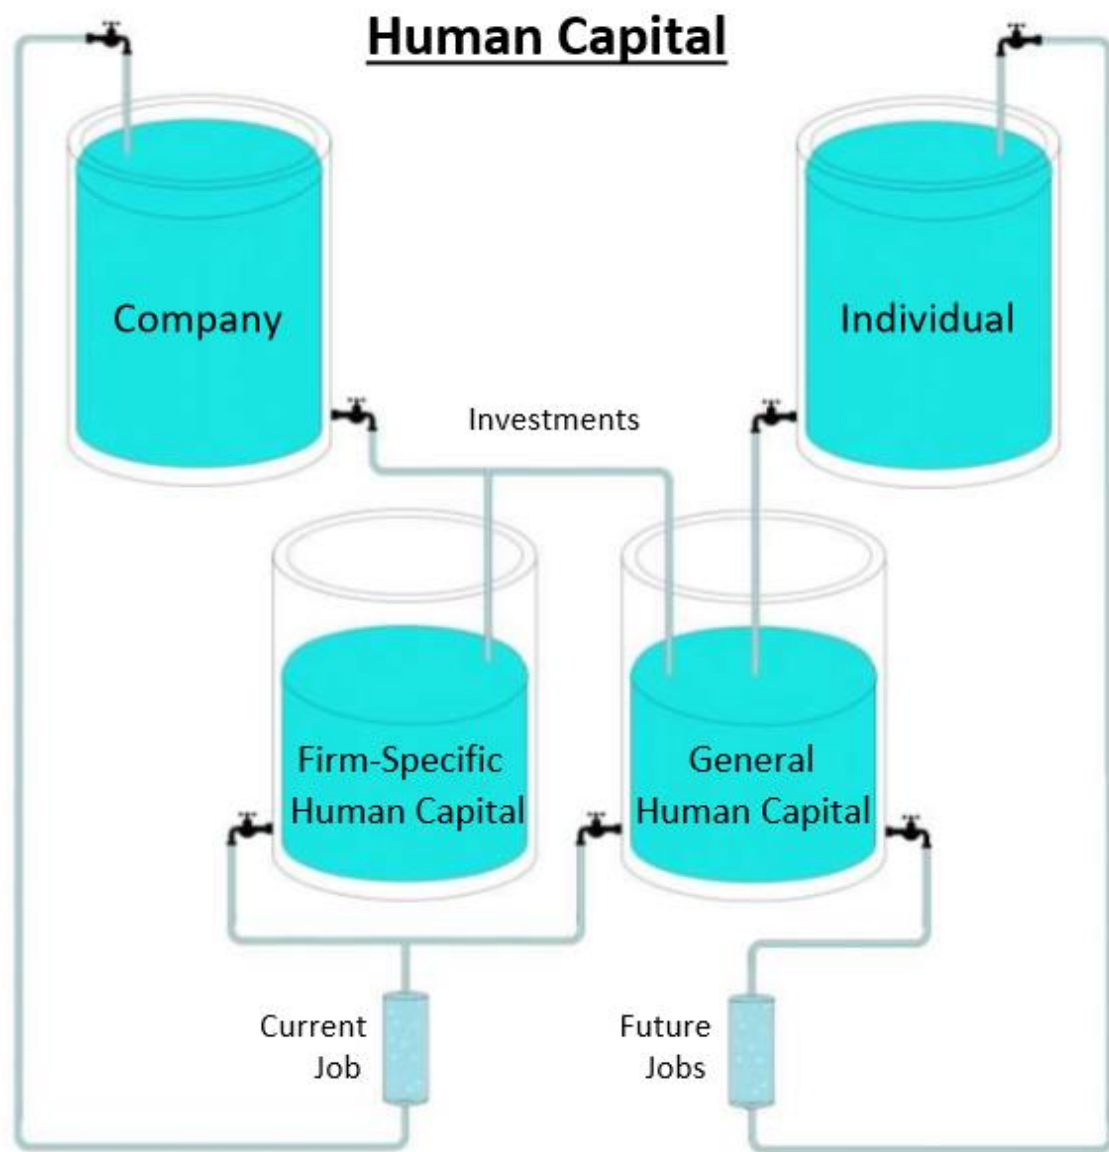 Human Capital
Company
Individual
Investments
Firm-Specific
Human Capital
General
Human Capital
Current
Job
Future
Jobs